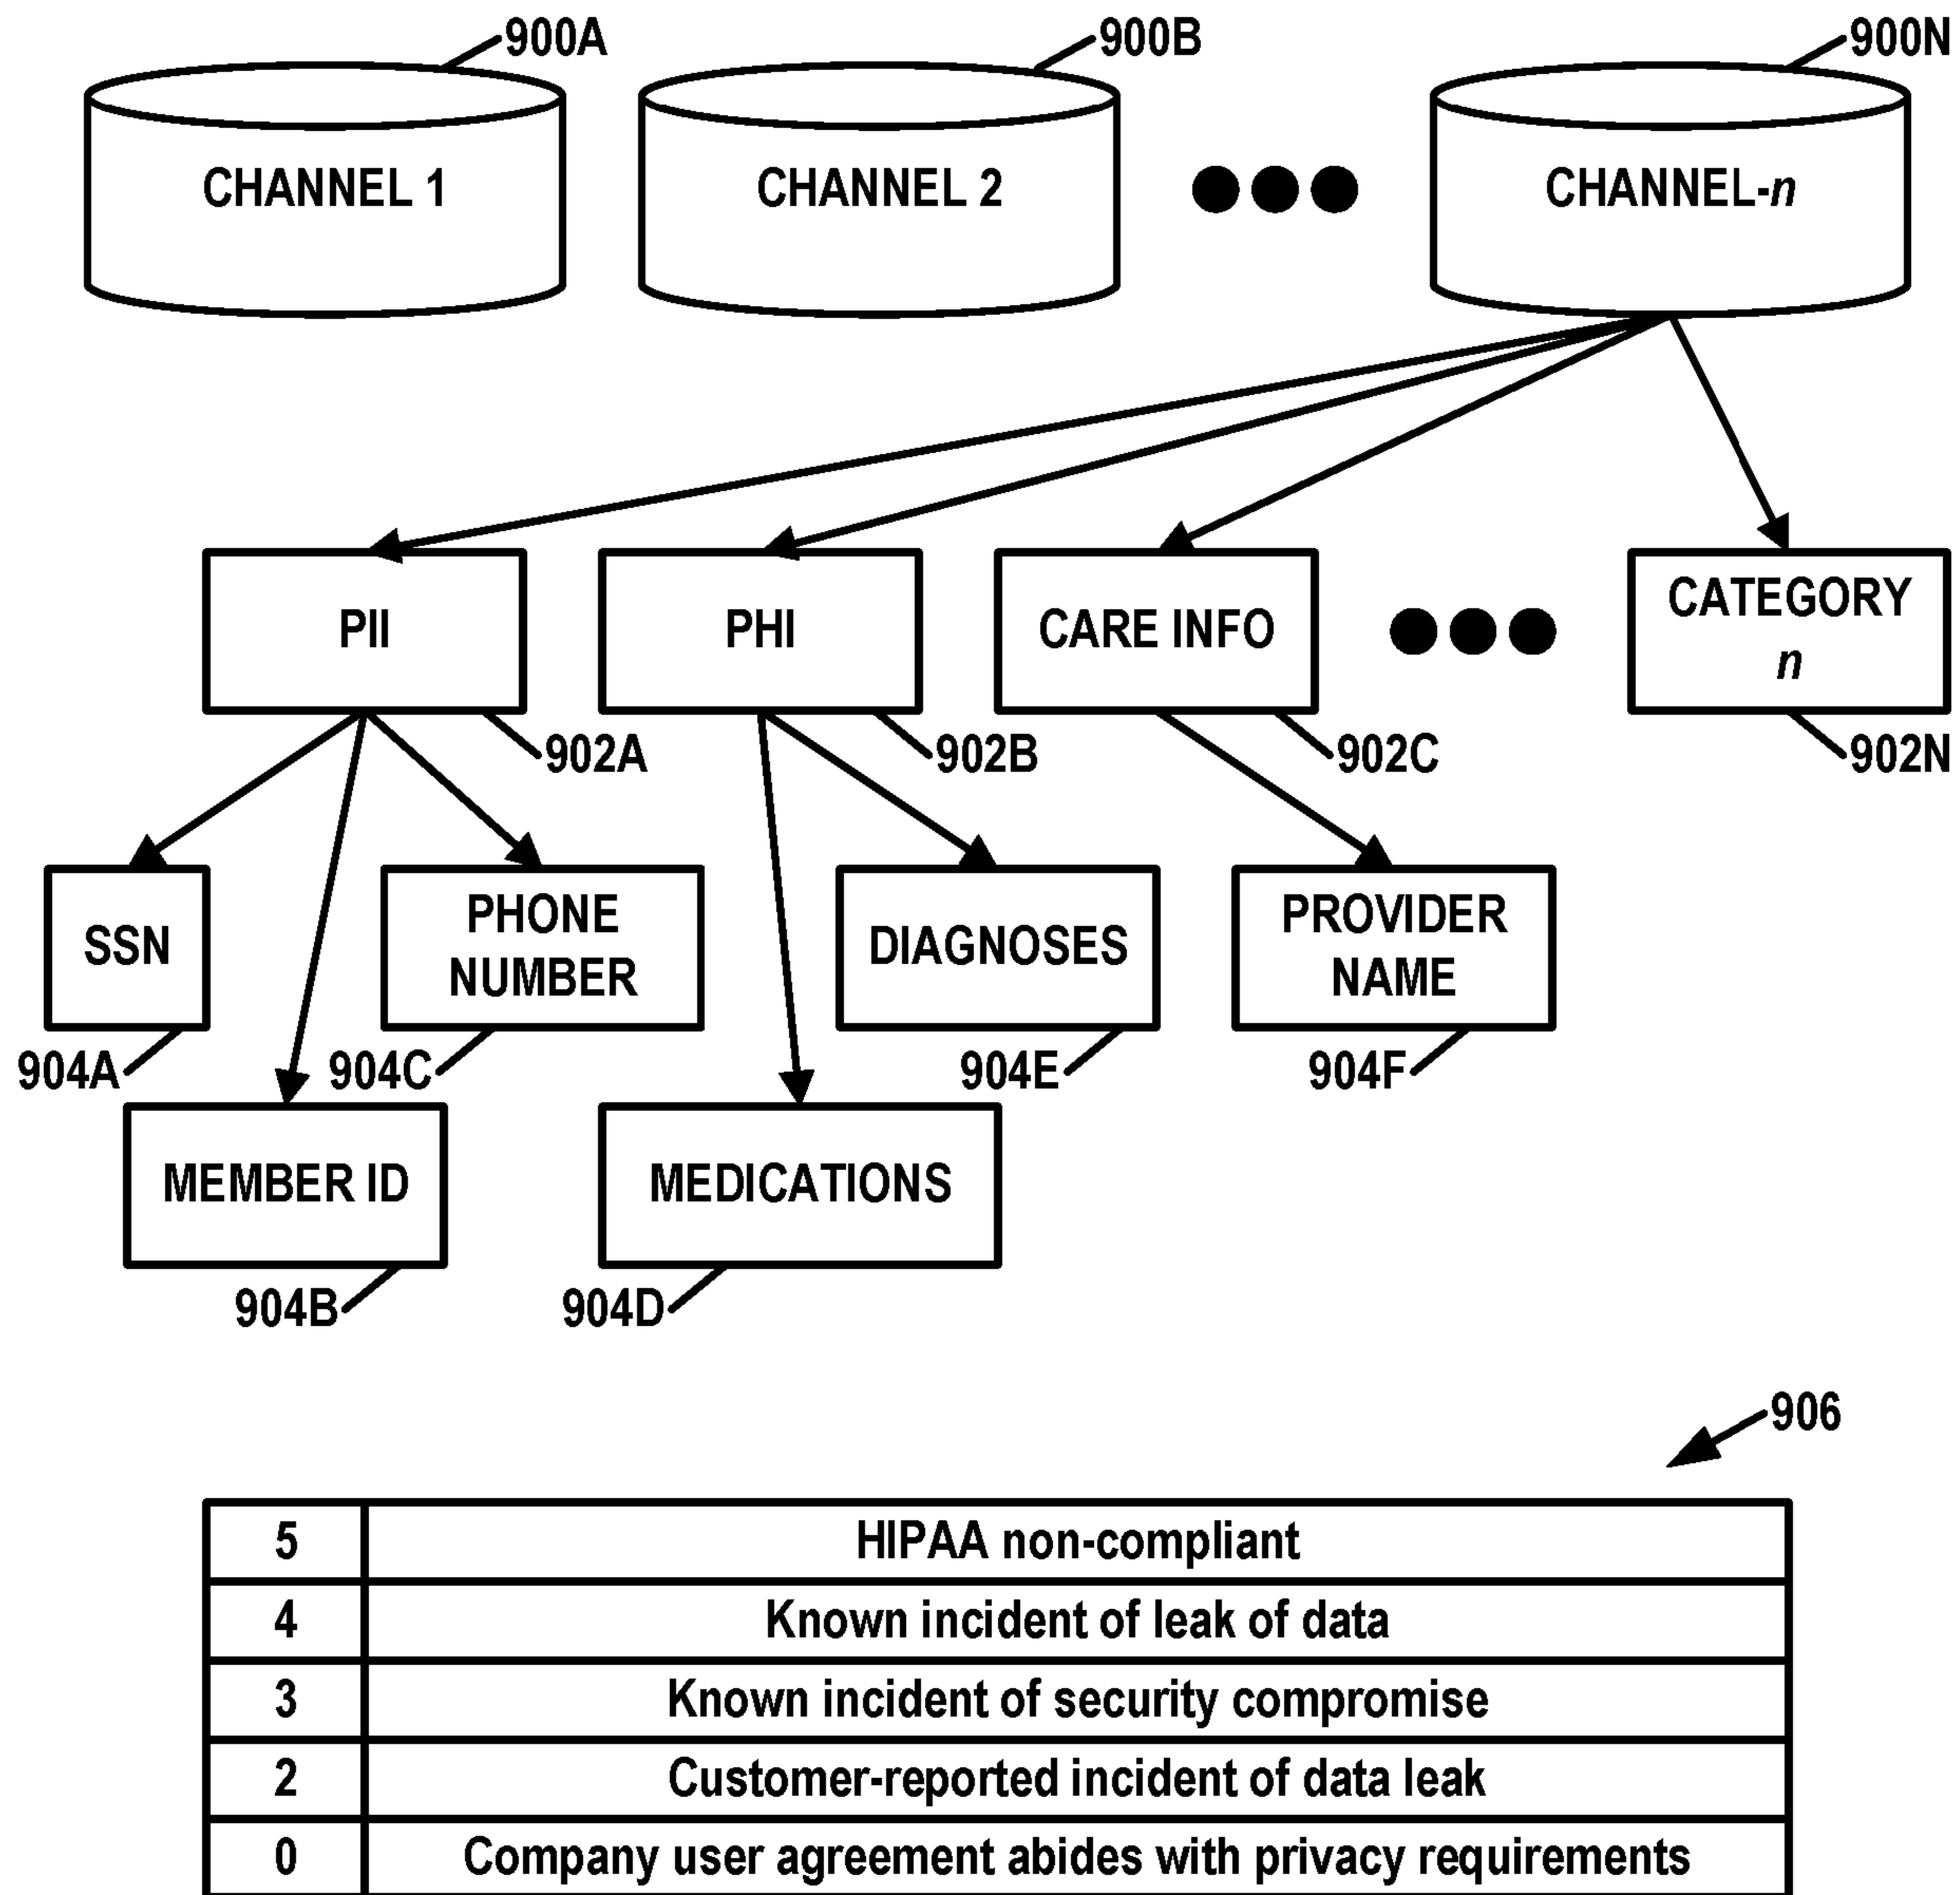 900A
900B
900N
CHANNEL 1
CHANNEL 2
CHANNEL-n
PII
PHI
CARE INFO
CATEGORY
n
902A
902B
902C
902N
SSN
PHONE
NUMBER
DIAGNOSES
PROVIDER
NAME
904A
904C
904E
904F
MEMBER ID
MEDICATIONS
904B
904D
906
5 HIPAA non-compliant
4 Known incident of leak of data
3 Known incident of security compromise
2 Customer-reported incident of data leak
0 Company user agreement abides with privacy requirements